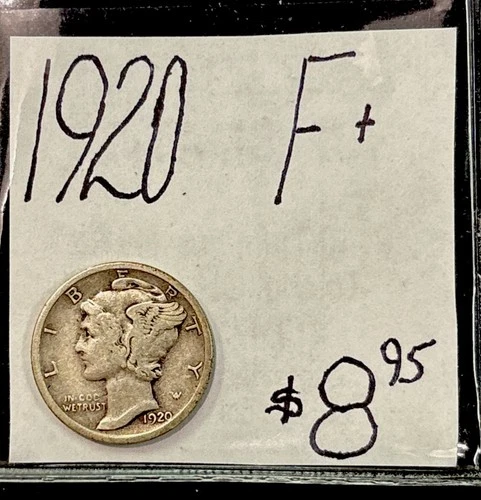 1920 F+
LIBERTY
IN GOD
WE TRUST
1920
$8.95